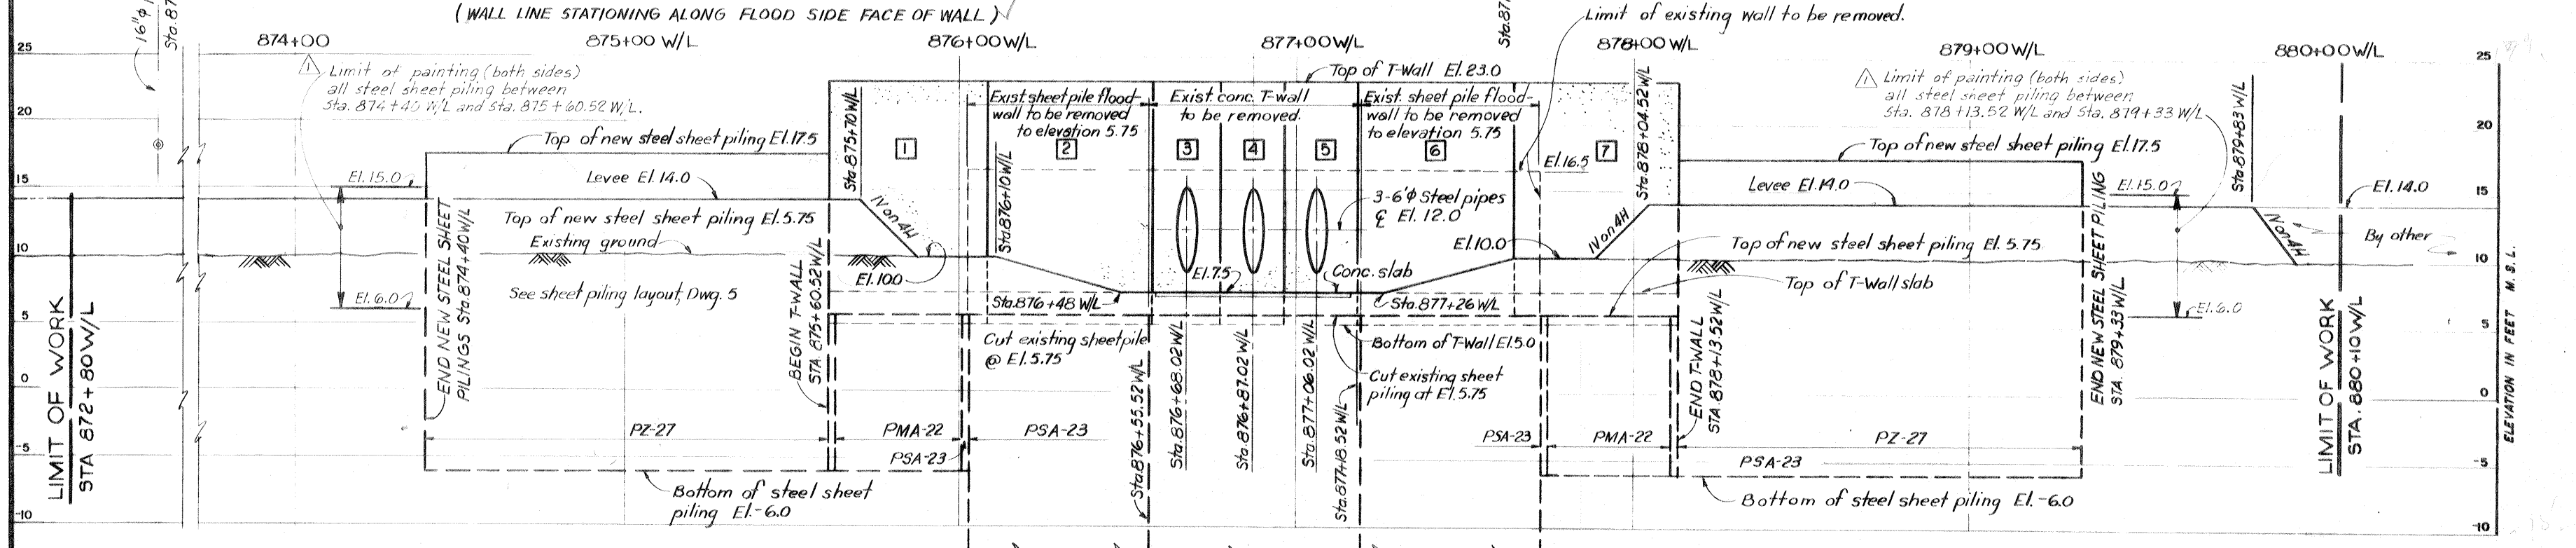 (WALL LINE STATIONING ALONG FLOOD SIDE FACE OF WALL)
16"φ
Sta. 87
Sta. 87
Limit of existing wall to be removed.
874+00
875+00 W/L
876+00 W/L
877+00 W/L
878+00 W/L
879+00 W/L
880+00 W/L
25
20
15
10
5
0
-5
-10
25
20
15
10
5
0
-5
-10
ELEVATION IN FEET M.S.L.
1
Limit of painting (both sides)
all steel sheet piling between
Sta. 874+40 W/L and Sta. 875+60.52 W/L.
Top of new steel sheet piling El. 17.5
El. 15.0
Levee El. 14.0
Top of new steel sheet piling El. 5.75
Existing ground
El. 6.0
See sheet piling layout, Dwg. 5
LIMIT OF WORK
STA 872+80 W/L
END NEW STEEL SHEET
PILINGS Sta. 874+40 W/L
BEGIN T-WALL
STA. 875+60.52 W/L
PZ-27
PMA-22
PSA-23
PSA-23
Bottom of steel sheet
piling El. -6.0
Sta. 875+70 W/L
1
IV on 4H
El. 100
Top of T-Wall El. 23.0
Exist. sheet pile flood-
wall to be removed
to elevation 5.75
2
Sta. 876+10 W/L
Sta. 876+48 W/L
Cut existing sheet pile
@ El. 5.75
Exist. conc. T-wall
to be removed.
3
4
5
El. 7.5
Conc. slab
Sta. 876+55.52 W/L
Sta. 876+68.02 W/L
Sta. 876+87.02 W/L
Sta. 877+06.02 W/L
Sta. 877+18.52 W/L
Exist. sheet pile flood-
wall to be removed
to elevation 5.75
6
3-6'φ Steel pipes
℄ El. 12.0
Sta. 877+26 W/L
Bottom of T-Wall El. 5.0
Cut existing sheet
piling at El. 5.75
El. 16.5
7
Sta. 878+04.52 W/L
El. 10.0
IV on 4H
PSA-23
PMA-22
PZ-27
PSA-23
END T-WALL
STA. 878+13.52 W/L
1
Limit of painting (both sides)
all steel sheet piling between
Sta. 878+13.52 W/L and Sta. 879+33 W/L
Top of new steel sheet piling El. 17.5
Levee El. 14.0
El. 15.0
Top of new steel sheet piling El. 5.75
Top of T-Wall slab
El. 6.0
END NEW STEEL SHEET PILING
STA. 879+33 W/L
Bottom of steel sheet piling El. -6.0
Sta. 879+83 W/L
IV on 4H
El. 14.0
By other
LIMIT OF WORK
STA. 880+10 W/L